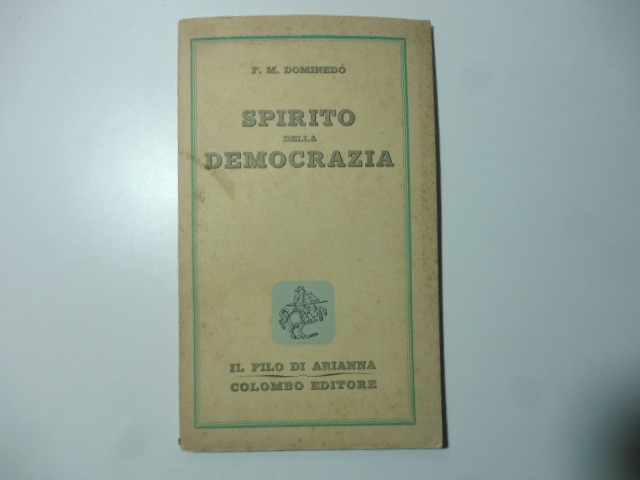 F. M. DOMINEDÒ
SPIRITO
DELLA
DEMOCRAZIA
IL FILO DI ARIANNA
COLOMBO EDITORE